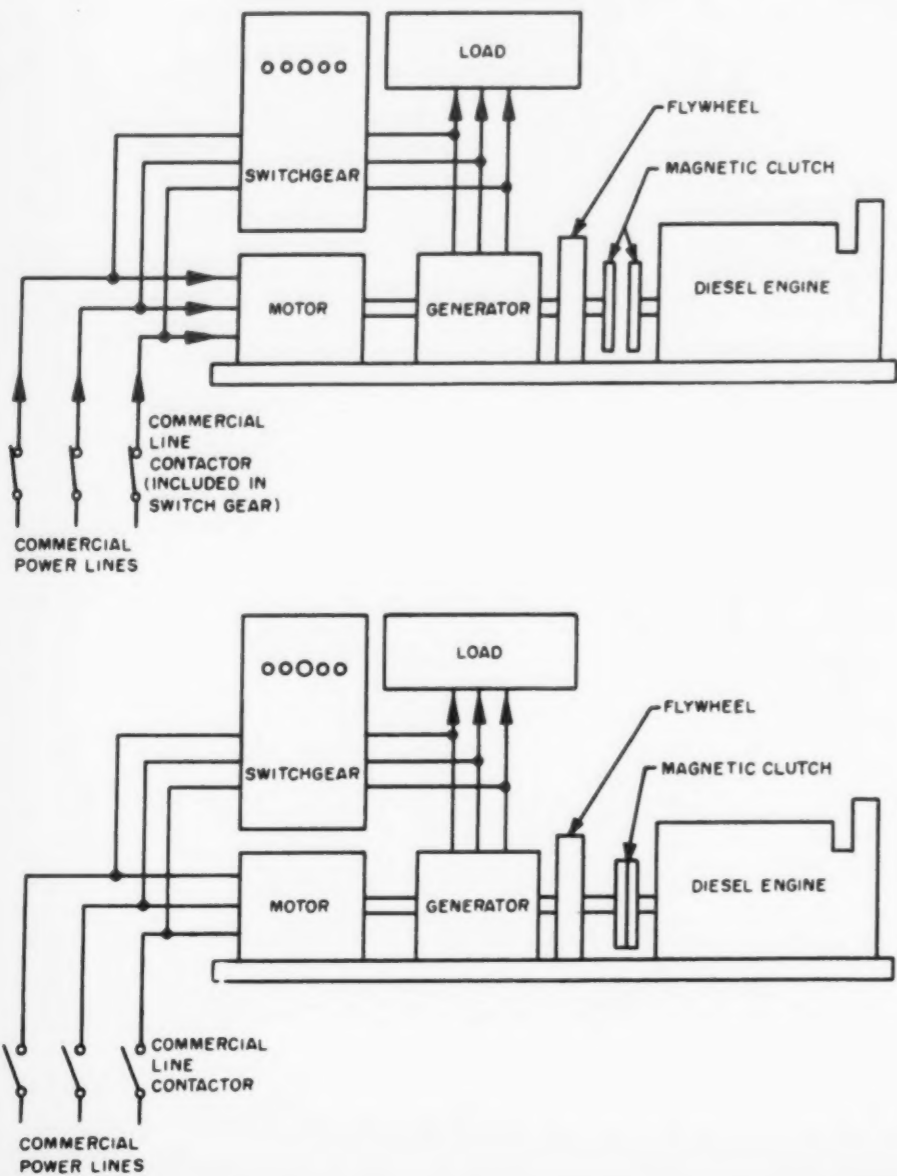 LOAD
FLYWHEEL
MAGNETIC CLUTCH
SWITCHGEAR
DIESEL ENGINE
MOTOR
GENERATOR
COMMERCIAL
LINE
CONTACTOR
(INCLUDED IN
SWITCH GEAR)
COMMERCIAL
POWER LINES
LOAD
FLYWHEEL
MAGNETIC CLUTCH
SWITCHGEAR
DIESEL ENGINE
MOTOR
GENERATOR
COMMERCIAL
LINE
CONTACTOR
COMMERCIAL
POWER LINES